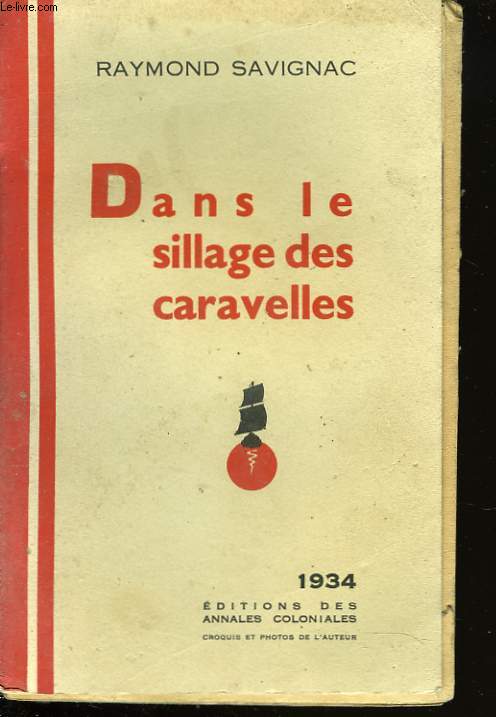 Le-livre.com
RAYMOND SAVIGNAC
Dans le
sillage des
caravelles
1934
ÉDITIONS DES
ANNALES COLONIALES
CROQUIS ET PHOTOS DE L'AUTEUR